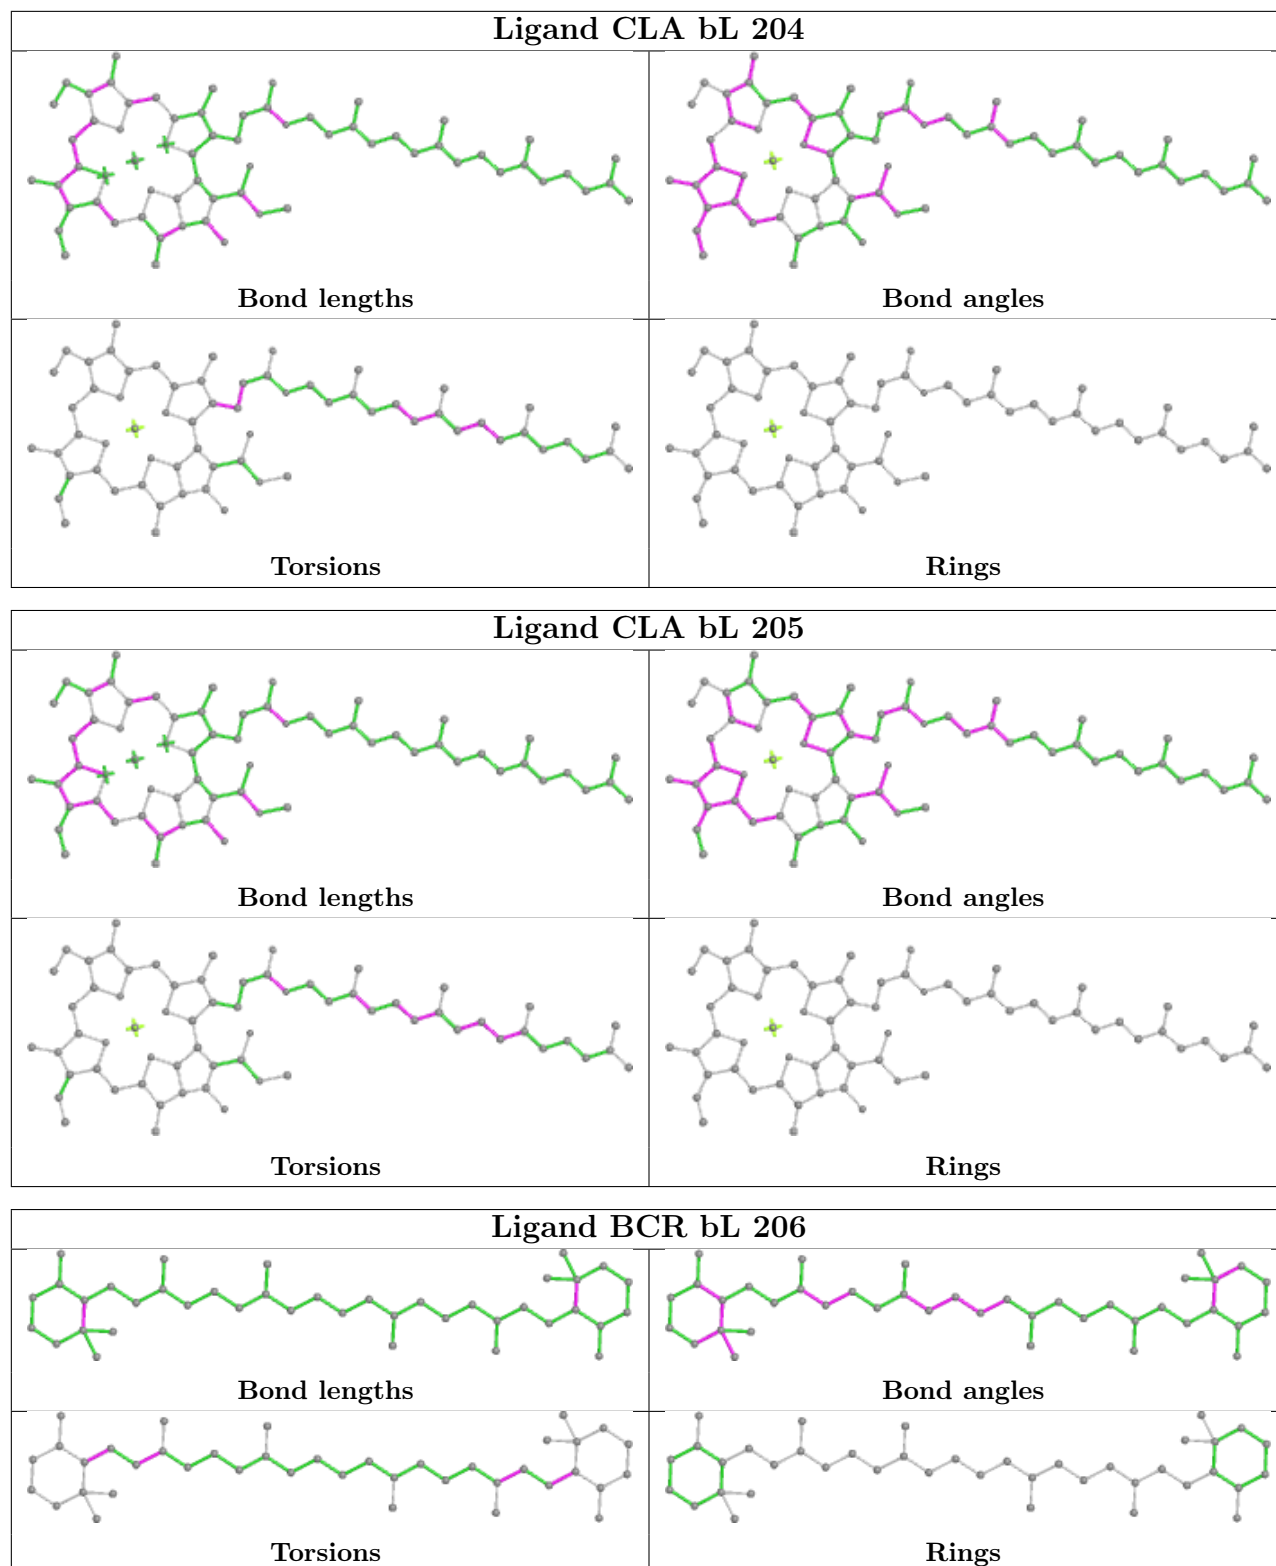 Ligand CLA bL 204
Bond lengths
Bond angles
Torsions
Rings
Ligand CLA bL 205
Bond lengths
Bond angles
Torsions
Rings
Ligand BCR bL 206
Bond lengths
Bond angles
Torsions
Rings